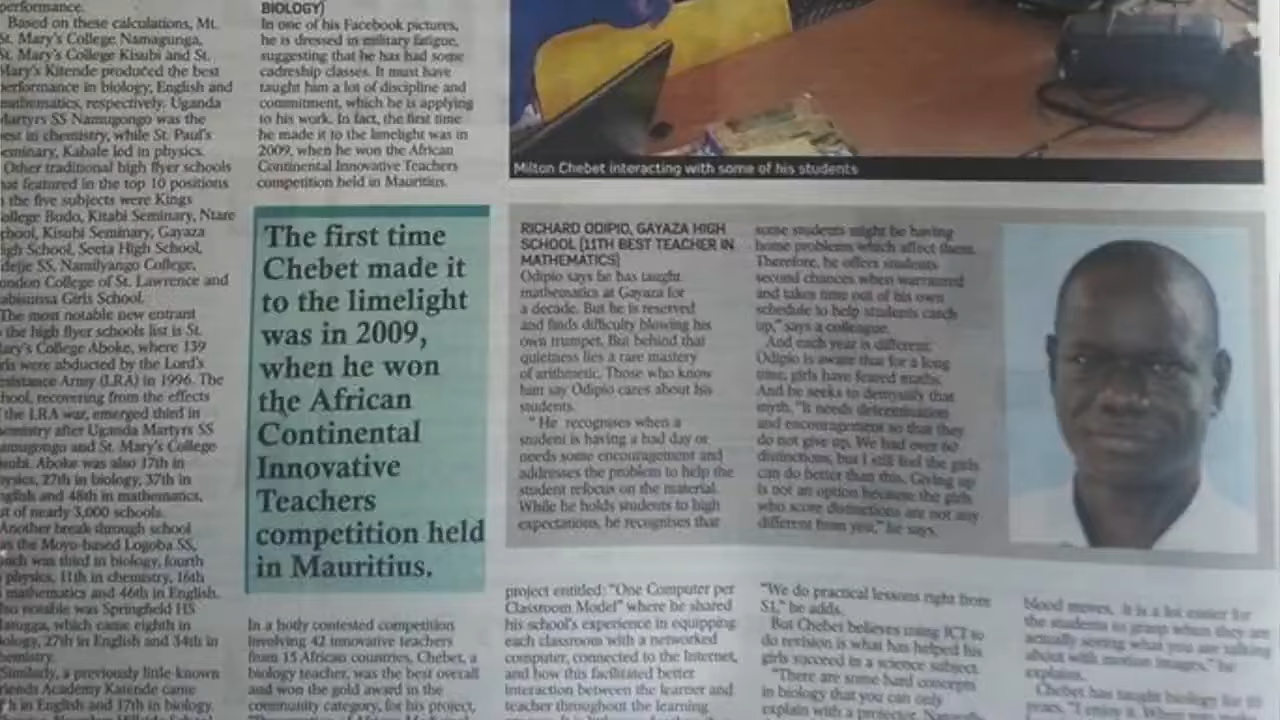 performance.
Based on these calculations, Mt.
St. Mary's College Namagunga,
St. Mary's College Kisubi and St.
Mary's Kitende produced the best
performance in biology, English and
mathematics, respectively. Uganda
Martyrs SS Namugongo was the
best in chemistry, while St. Paul's
Seminary, Kabale led in physics.
Other traditional high flyer schools
that featured in the top 10 positions
the five subjects were Kings
College Budo, Kitabi Seminary, Ntare
School, Kisubi Seminary, Gayaza
High School, Seeta High School,
SS, Namilyango College,
London College of St. Lawrence and
Girls School.
The most notable new entrant
the high flyer schools list is St.
Mary's College Aboke, where 139
girls were abducted by the Lord's
Resistance Army (LRA) in 1996. The
school, recovering from the effects
the LRA war, emerged third in
chemistry after Uganda Martyrs SS
Namugongo and St. Mary's College
Kisubi. Aboke was also 17th in
physics, 27th in biology, 37th in
English and 48th in mathematics,
out of nearly 3,000 schools.
Another break-through school
the Moyo-based Logoba SS,
which was third in biology, fourth
physics, 11th in chemistry, 16th
mathematics and 46th in English.
notable was Springfield HS
which came eighth in
biology, 27th in English and 34th in
chemistry.
Similarly, a previously little-known
Academy Katende came
in English and 17th in biology.
BIOLOGY)
In one of his Facebook pictures,
he is dressed in military fatigue,
suggesting that he has had some
cadreship classes. It must have
taught him a lot of discipline and
commitment, which he is applying
to his work. In fact, the first time
he made it to the limelight was in
2009, when he won the African
Continental Innovative Teachers
competition held in Mauritius.
The first time
Chebet made it
to the limelight
was in 2009,
when he won
the African
Continental
Innovative
Teachers
competition held
in Mauritius.
In a hotly contested competition
involving 42 innovative teachers
from 15 African countries, Chebet, a
biology teacher, was the best overall
and won the gold award in the
community category, for his project,
Milton Chebet interacting with some of his students
RICHARD ODIPIO, GAYAZA HIGH
SCHOOL (11TH BEST TEACHER IN
MATHEMATICS)
Odipio says he has taught
mathematics at Gayaza for
a decade. But he is reserved
and finds difficulty blowing his
own trumpet. But behind that
quietness lies a rare mastery
of arithmetic. Those who know
him say Odipio cares about his
students.
"He recognises when a
student is having a bad day or
needs some encouragement and
addresses the problem to help the
student refocus on the material.
While he holds students to high
expectations, he recognises that
some students might be having
home problems which affect them.
Therefore, he offers students
second chances when warranted
and takes time out of his own
schedule to help students catch
up," says a colleague.
And each year is different.
Odipio is aware that for a long
time, girls have feared maths.
And he seeks to demystify that
myth. "It needs determination
and encouragement so that they
do not give up. We had over 60
distinctions, but I still feel the girls
can do better than this. Giving up
is not an option because the girls
who score distinctions are not any
different from you," he says.
project entitled: "One Computer per
Classroom Model" where he shared
his school's experience in equipping
each classroom with a networked
computer, connected to the Internet,
and how this facilitated better
interaction between the learner and
teacher throughout the learning
"We do practical lessons right from
S1," he adds.
But Chebet believes using ICT to
do revision is what has helped his
girls succeed in a science subject.
"There are some hard concepts
in biology that you can only
explain with a projector.
blood moves, it is a lot easier for
the students to grasp when they are
actually seeing what you are talking
about with motion images," he
explains.
Chebet has taught biology for 10
years. "I enjoy it.